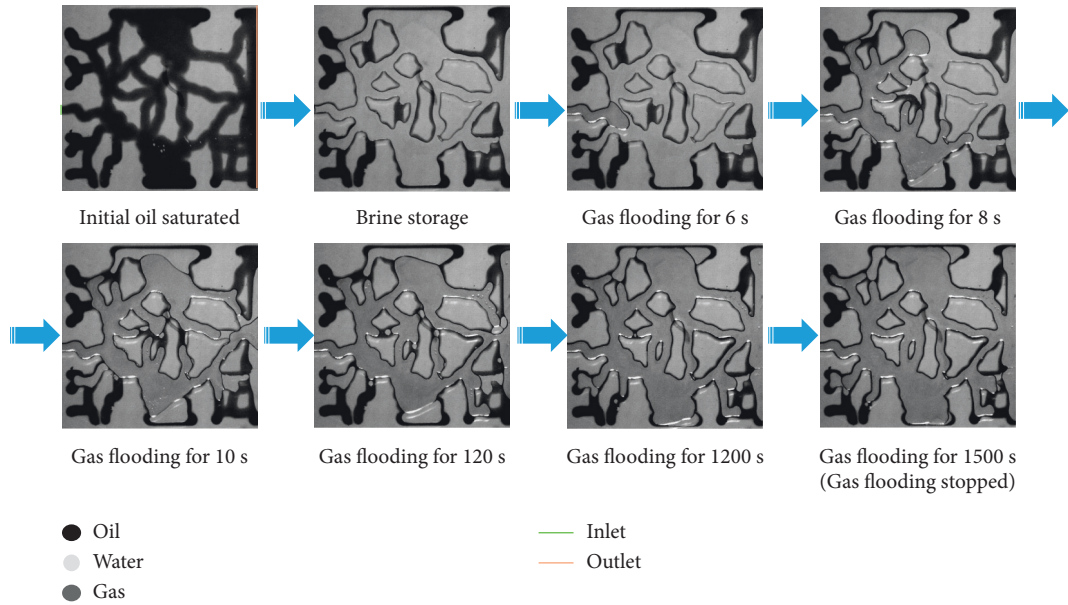 Initial oil saturated
Brine storage
Gas flooding for 6 s
Gas flooding for 8 s
Gas flooding for 10 s
Gas flooding for 120 s
Gas flooding for 1200 s
Gas flooding for 1500 s
(Gas flooding stopped)
Oil
Water
Gas
Inlet
Outlet